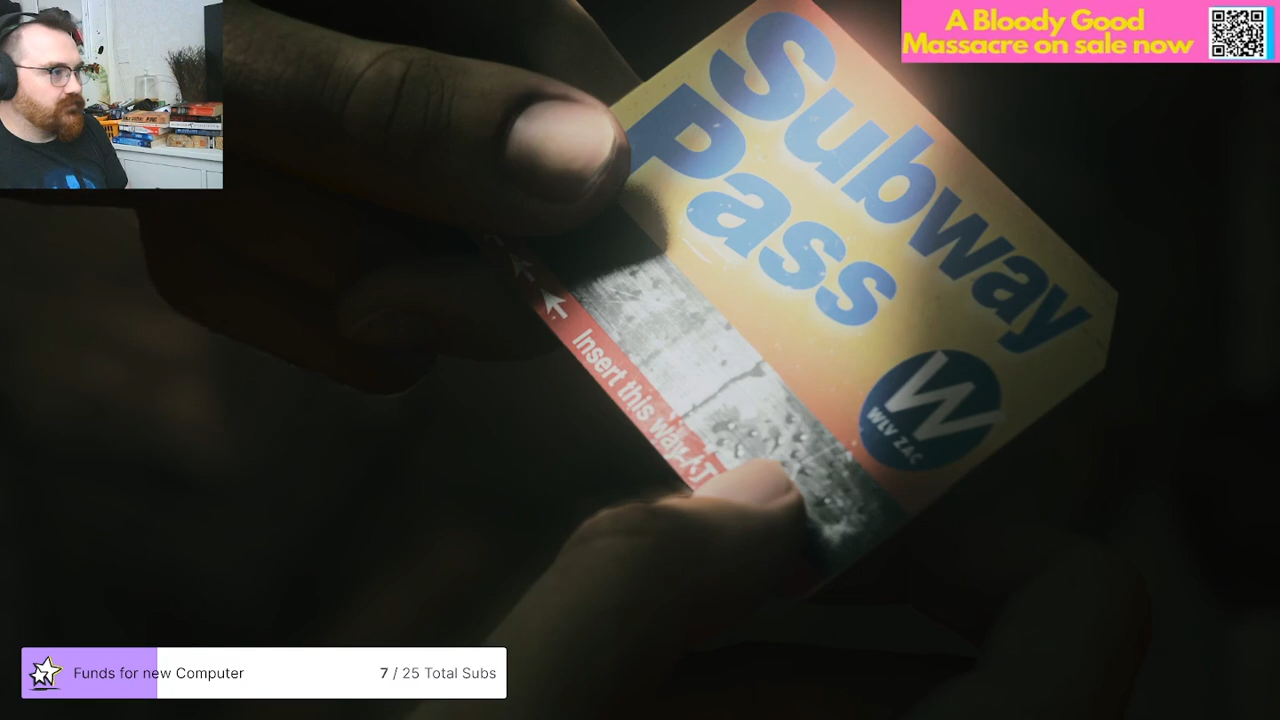 A Bloody Good
Massacre on sale now
Subway
Pass
W
WLV ZAC
Insert this way
Funds for new Computer
7 / 25 Total Subs